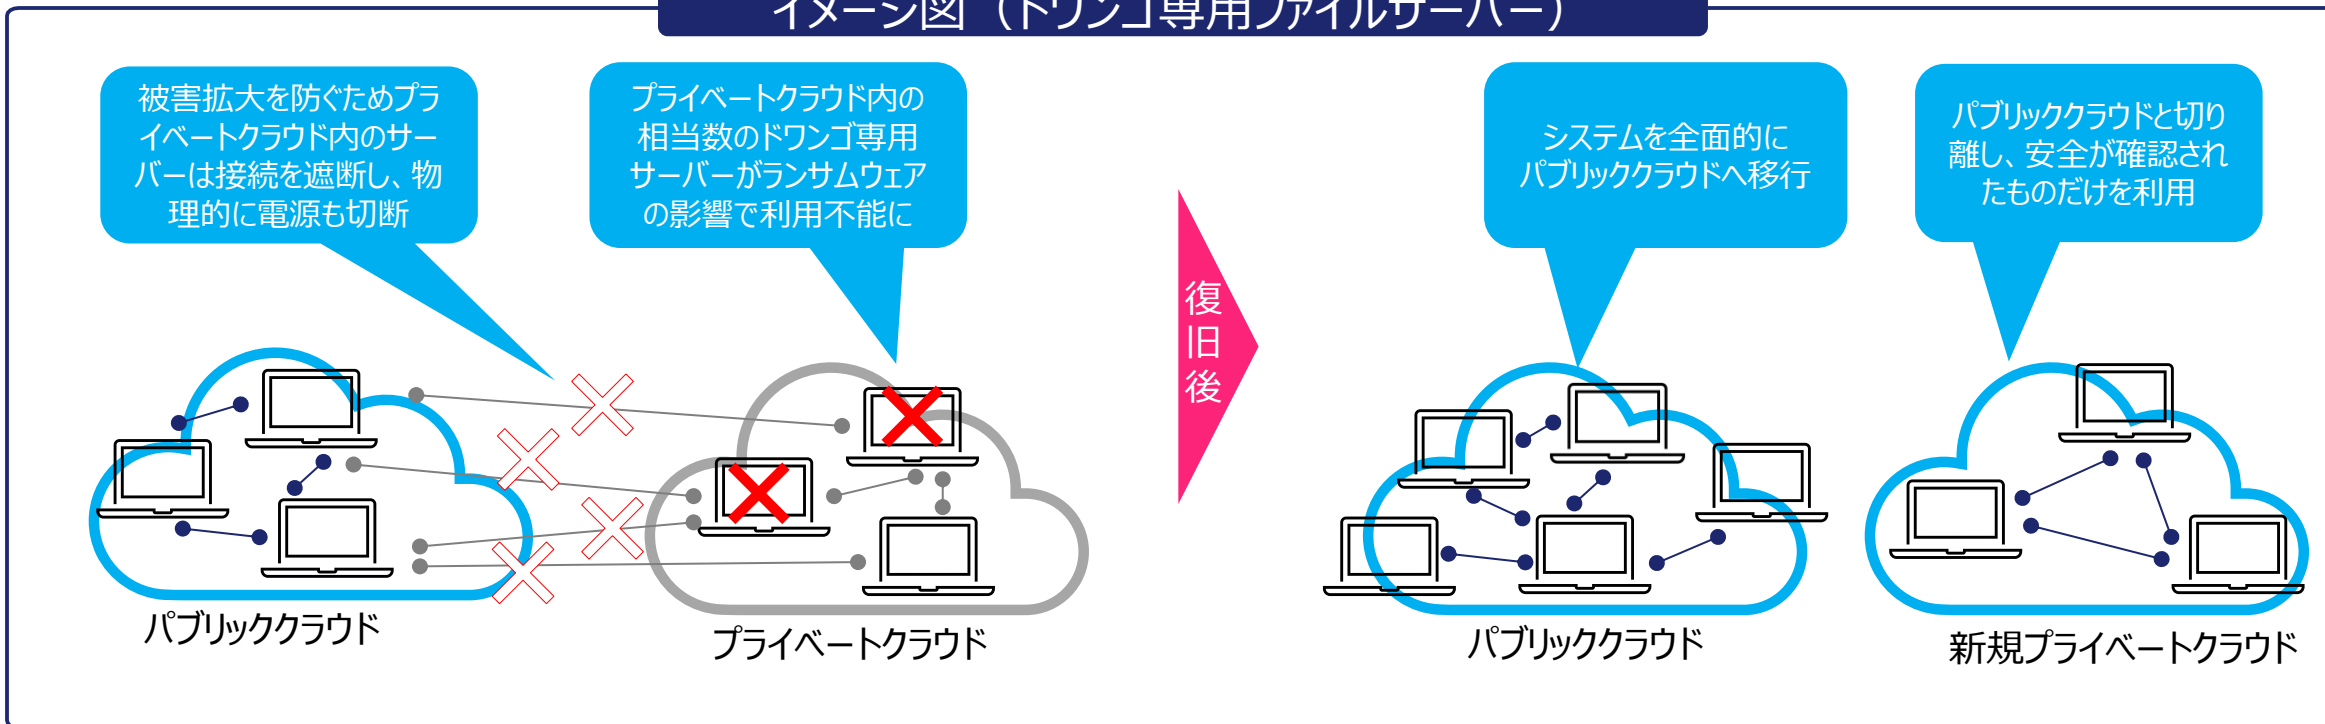 イメージ図（ドワンゴ専用ファイルサーバー）
被害拡大を防ぐためプラ
イベートクラウド内のサー
バーは接続を遮断し、物
理的に電源も切断
プライベートクラウド内の
相当数のドワンゴ専用
サーバーがランサムウェア
の影響で利用不能に
復
旧
後
システムを全面的に
パブリッククラウドへ移行
パブリッククラウドと切り
離し、安全が確認され
たものだけを利用
パブリッククラウド
プライベートクラウド
パブリッククラウド
新規プライベートクラウド